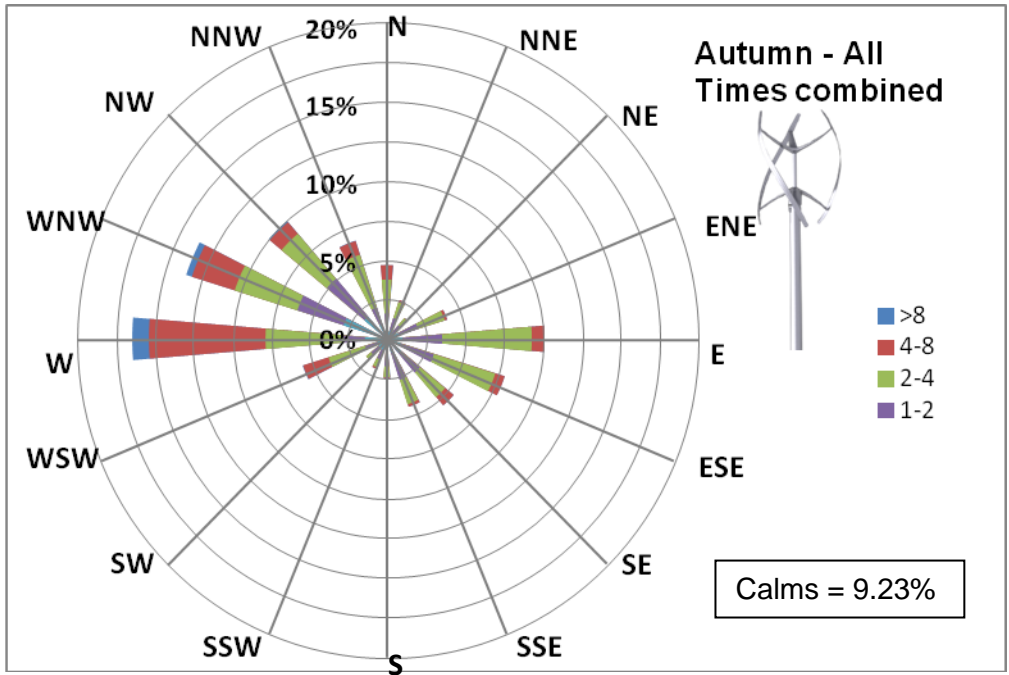 20%
N
NNW
NNE
Autumn - All
Times combined
NW
15%
NE
10%
WNW
ENE
5%
>8
0%
W
E
4-8
2-4
1-2
WSW
ESE
SW
SE
Calms = 9.23%
SSW
SSE
S